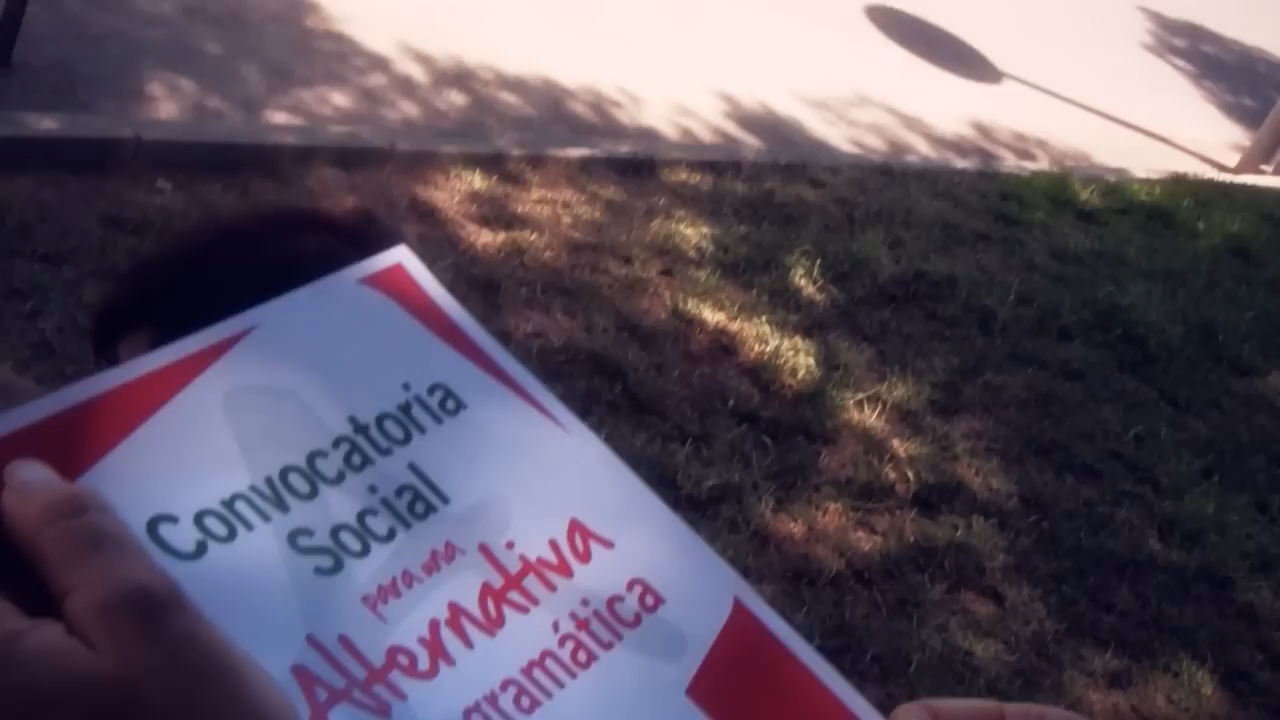 Convocatoria
Social
para una
Alternativa
gramática